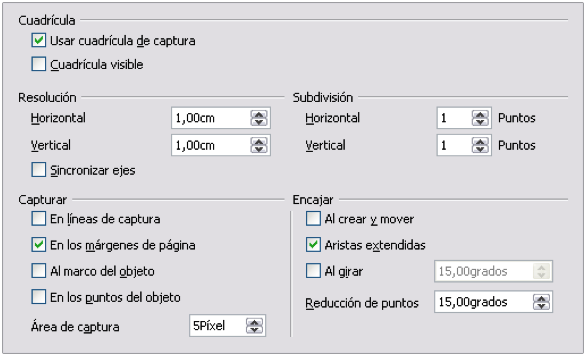 Cuadrícula
Usar cuadrícula de captura
Cuadrícula visible
Resolución
Horizontal 1,00cm
Vertical 1,00cm
Sincronizar ejes
Subdivisión
Horizontal 1 Puntos
Vertical 1 Puntos
Capturar
En líneas de captura
En los márgenes de página
Al marco del objeto
En los puntos del objeto
Área de captura 5Píxel
Encajar
Al crear y mover
Aristas extendidas
Al girar 15,00grados
Reducción de puntos 15,00grados